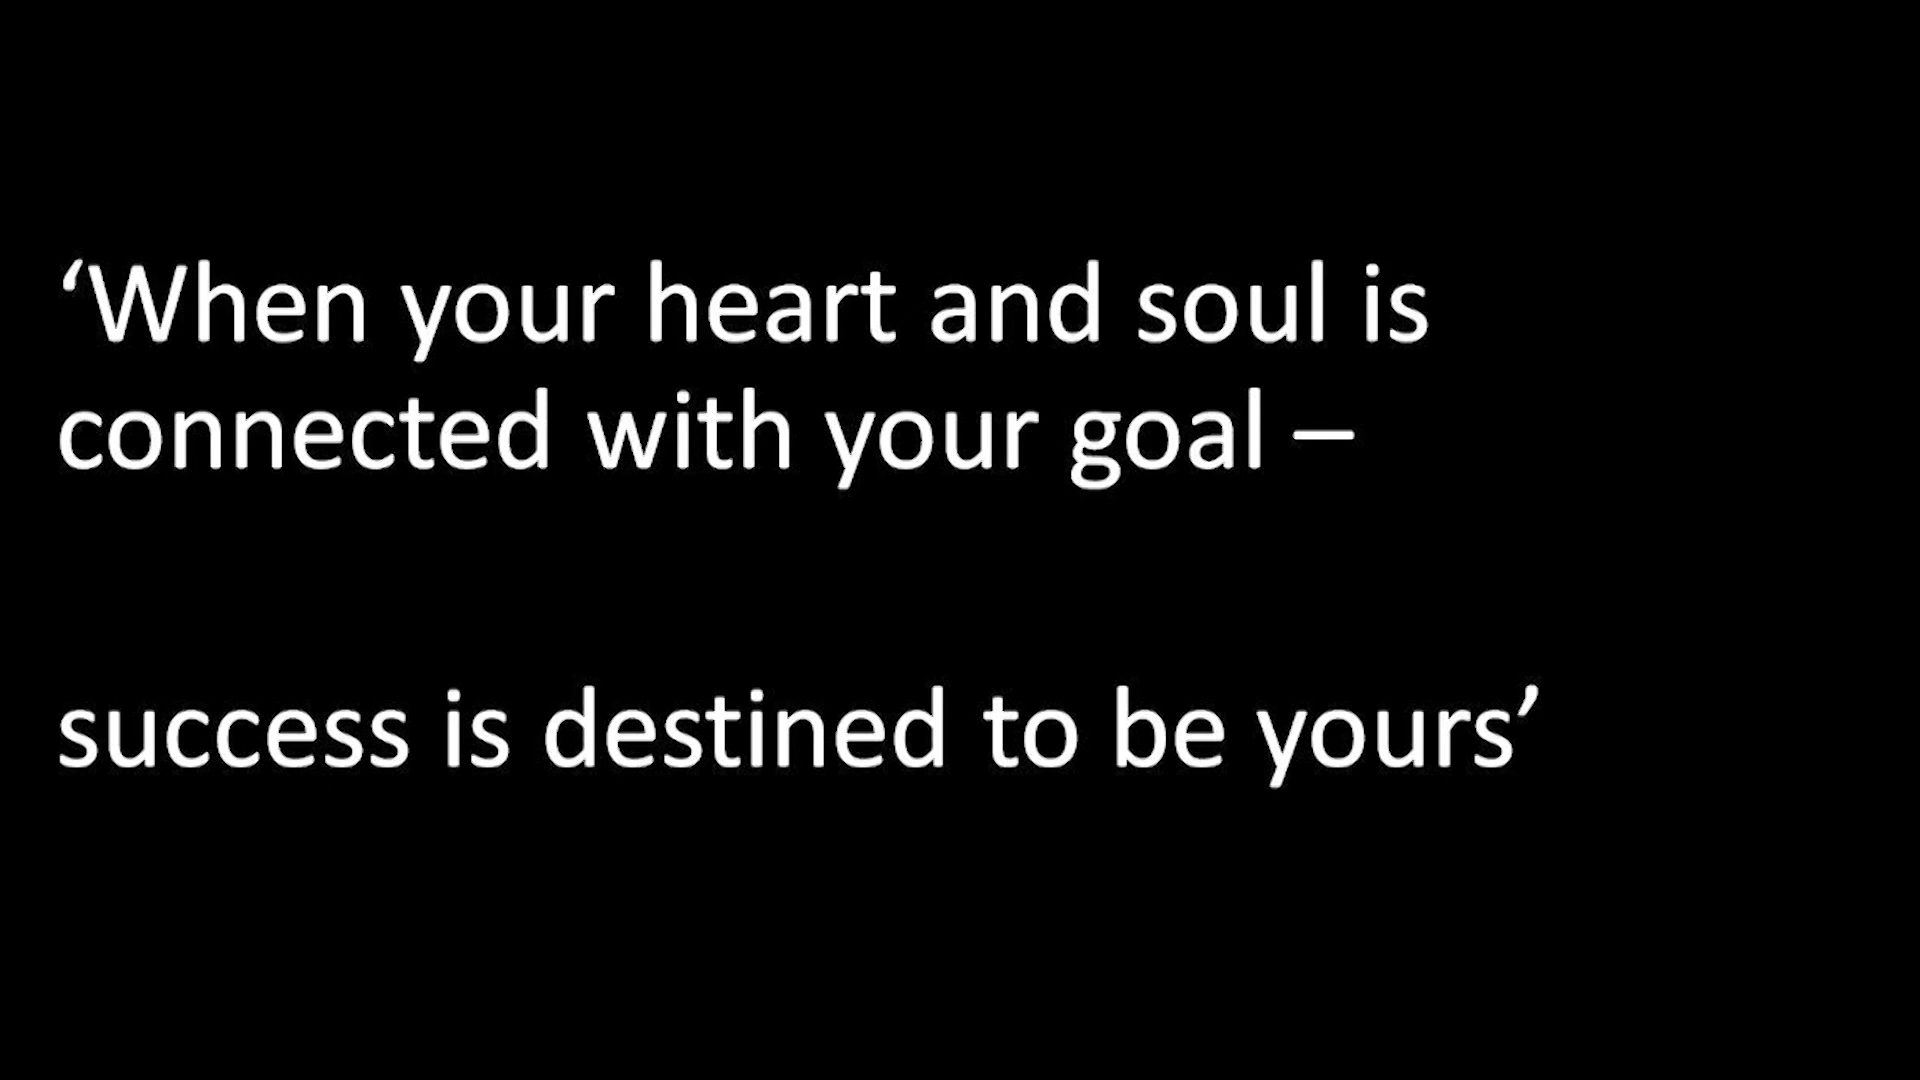 ‘When your heart and soul is
connected with your goal –
success is destined to be yours’